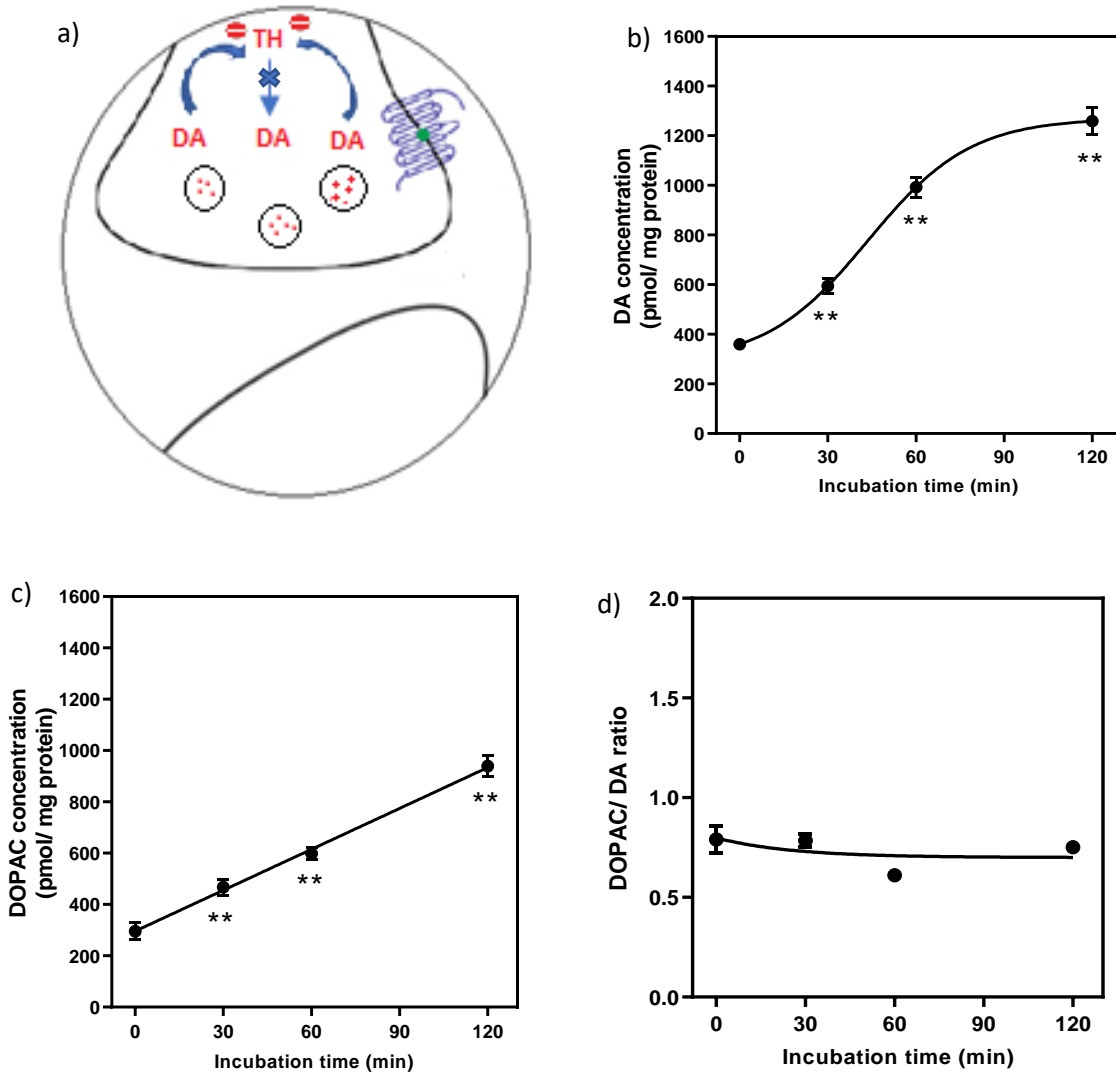 a)
TH
DA
DA
DA
b)
DA concentration
(pmol/ mg protein)
1600
1400
1200
1000
800
600
400
200
0
**
**
**
0
30
60
90
120
Incubation time (min)
c)
DOPAC concentration
(pmol/ mg protein)
1600
1400
1200
1000
800
600
400
200
0
**
**
**
0
30
60
90
120
Incubation time (min)
d)
DOPAC/ DA ratio
2.0
1.5
1.0
0.5
0.0
0
30
60
90
120
Incubation time (min)